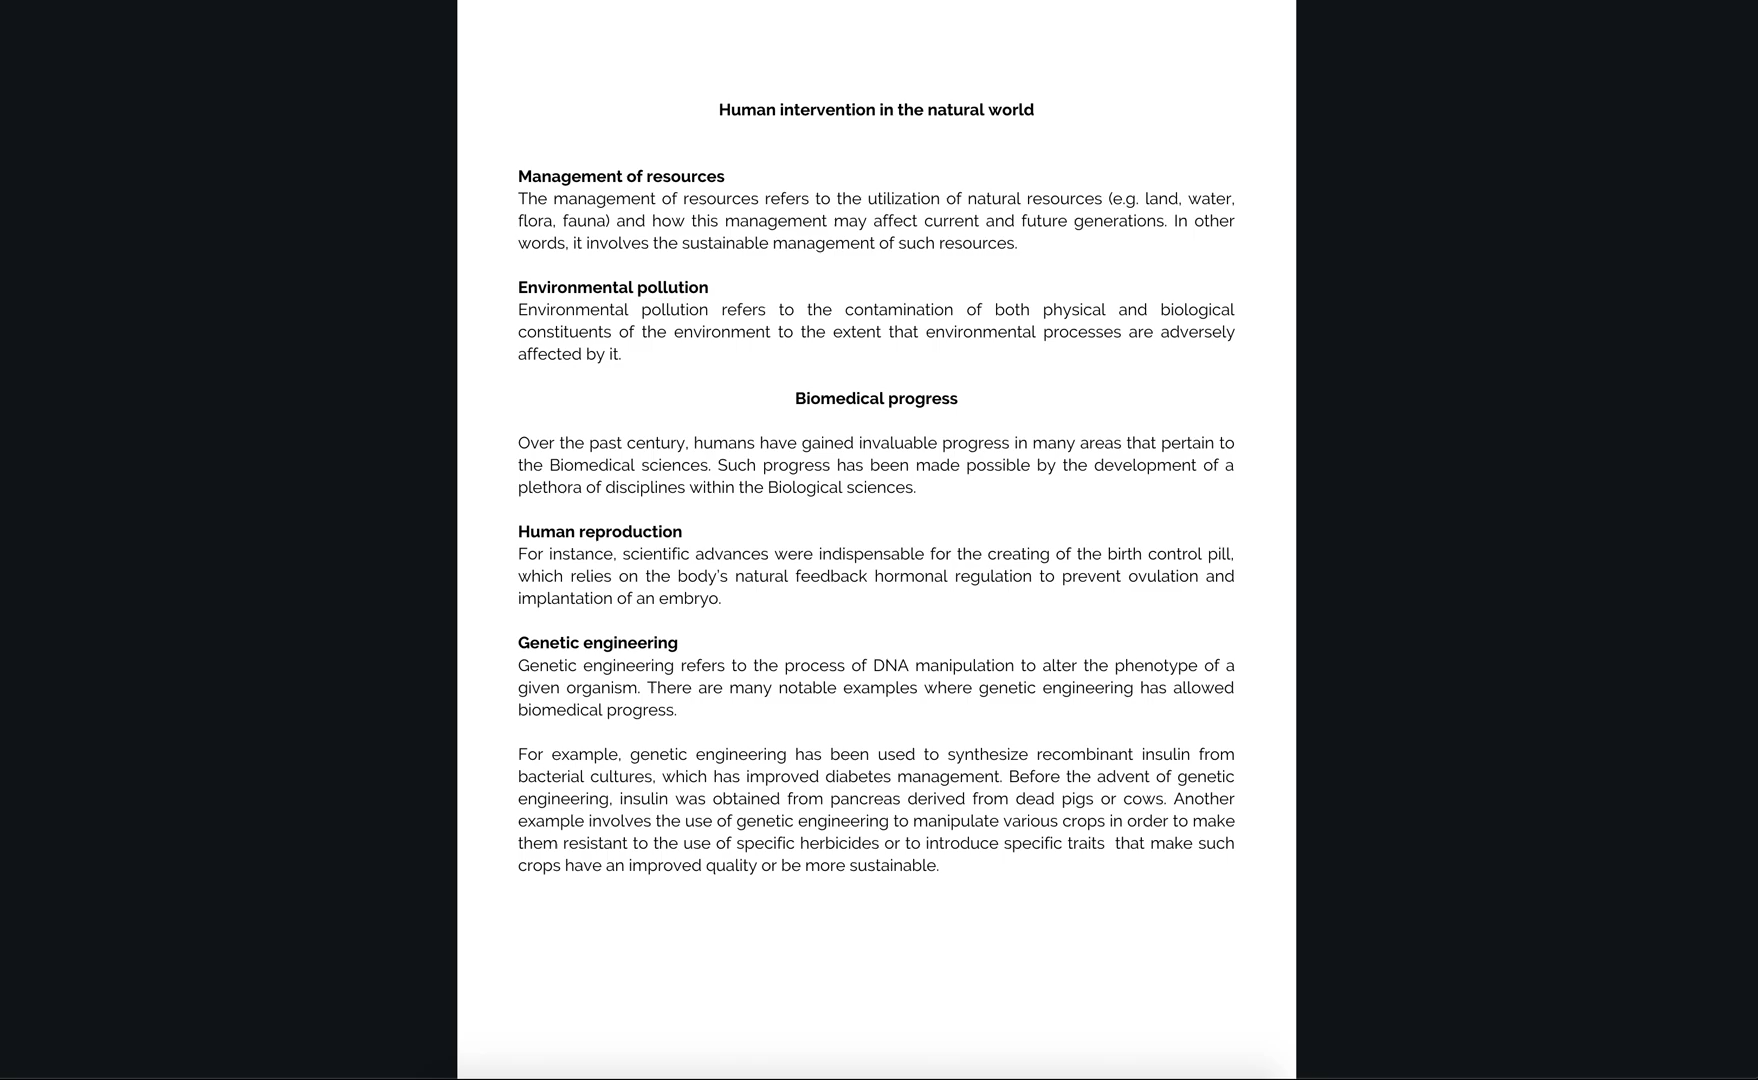 Human intervention in the natural world
Management of resources
The management of resources refers to the utilization of natural resources (e.g. land, water,
flora, fauna) and how this management may affect current and future generations. In other
words, it involves the sustainable management of such resources.
Environmental pollution
Environmental pollution refers to the contamination of both physical and biological
constituents of the environment to the extent that environmental processes are adversely
affected by it.
Biomedical progress
Over the past century, humans have gained invaluable progress in many areas that pertain to
the Biomedical sciences. Such progress has been made possible by the development of a
plethora of disciplines within the Biological sciences.
Human reproduction
For instance, scientific advances were indispensable for the creating of the birth control pill,
which relies on the body's natural feedback hormonal regulation to prevent ovulation and
implantation of an embryo.
Genetic engineering
Genetic engineering refers to the process of DNA manipulation to alter the phenotype of a
given organism. There are many notable examples where genetic engineering has allowed
biomedical progress.
For example, genetic engineering has been used to synthesize recombinant insulin from
bacterial cultures, which has improved diabetes management. Before the advent of genetic
engineering, insulin was obtained from pancreas derived from dead pigs or cows. Another
example involves the use of genetic engineering to manipulate various crops in order to make
them resistant to the use of specific herbicides or to introduce specific traits  that make such
crops have an improved quality or be more sustainable.